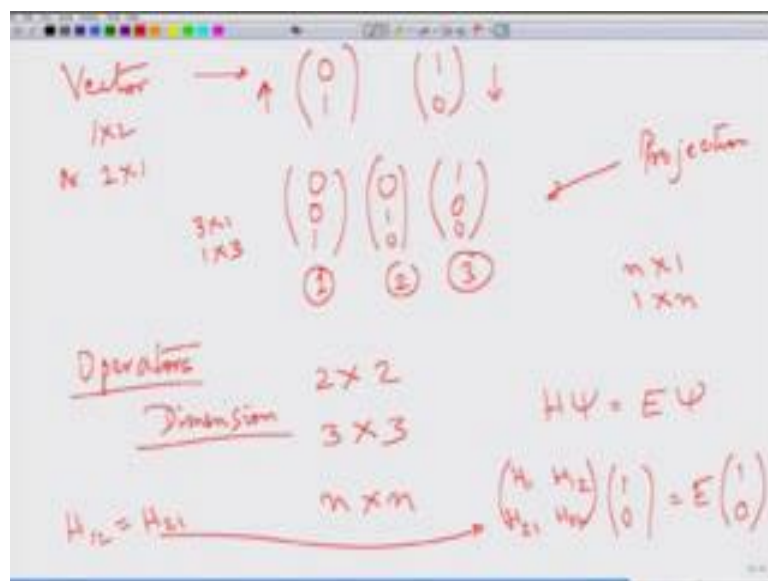 Vector → ↑ (0 1) (1 0) ↓
1×2
or 2×1
Projection
3×1
1×3
(0 0 1) (0 1 0) (1 0 0)
① ② ③
n×1
1×n
Operators
2×2
Dimension
3×3
n×n
HΨ = EΨ
H₁₂ = H₂₁
(H₁ H₁₂ H₂₁ H₂₂) (1 0) = E (1 0)